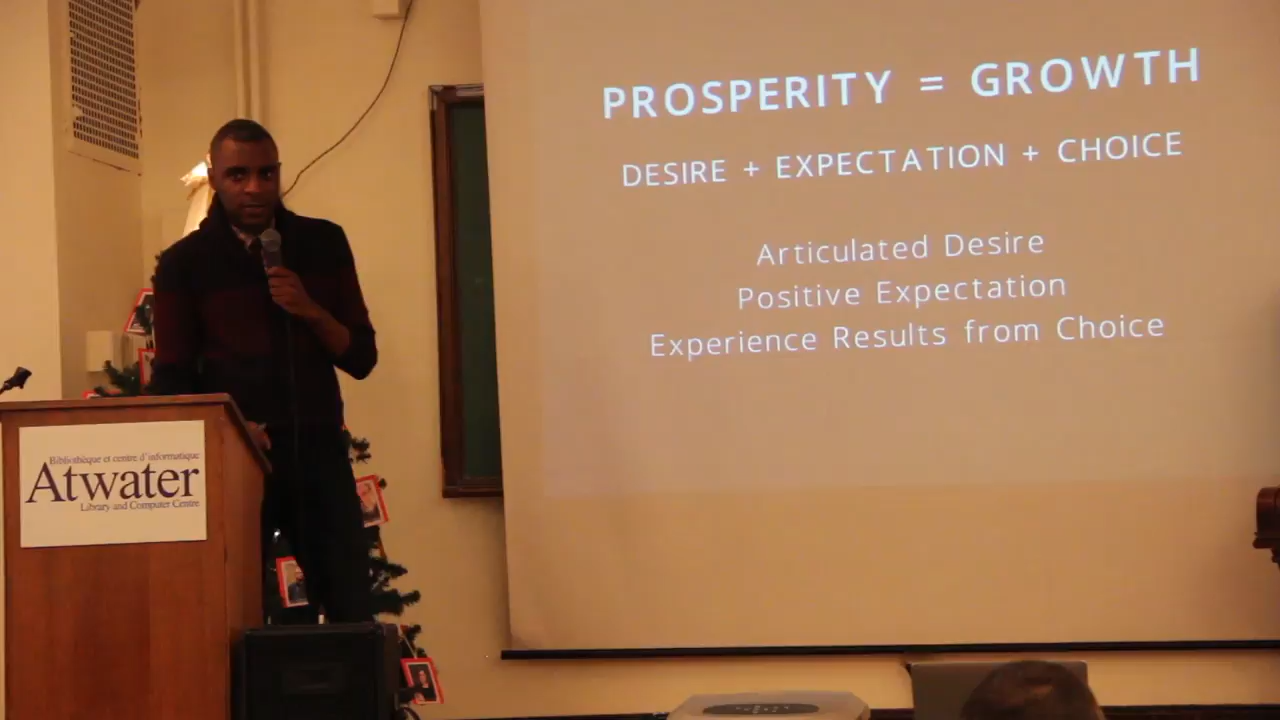 PROSPERITY = GROWTH
DESIRE + EXPECTATION + CHOICE
Articulated Desire
Positive Expectation
Experience Results from Choice
Bibliothèque et centre d'informatique
Atwater
Library and Computer Centre